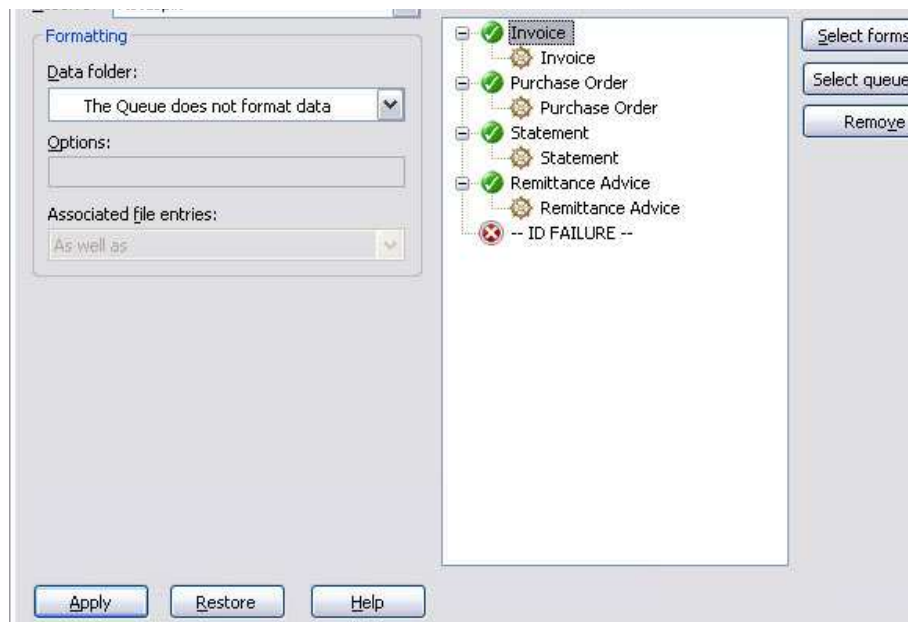 Formatting
Data folder:
The Queue does not format data
Options:
Associated file entries:
As well as
Invoice
Invoice
Purchase Order
Purchase Order
Statement
Statement
Remittance Advice
Remittance Advice
-- ID FAILURE --
Select forms
Select queue
Remove
Apply
Restore
Help